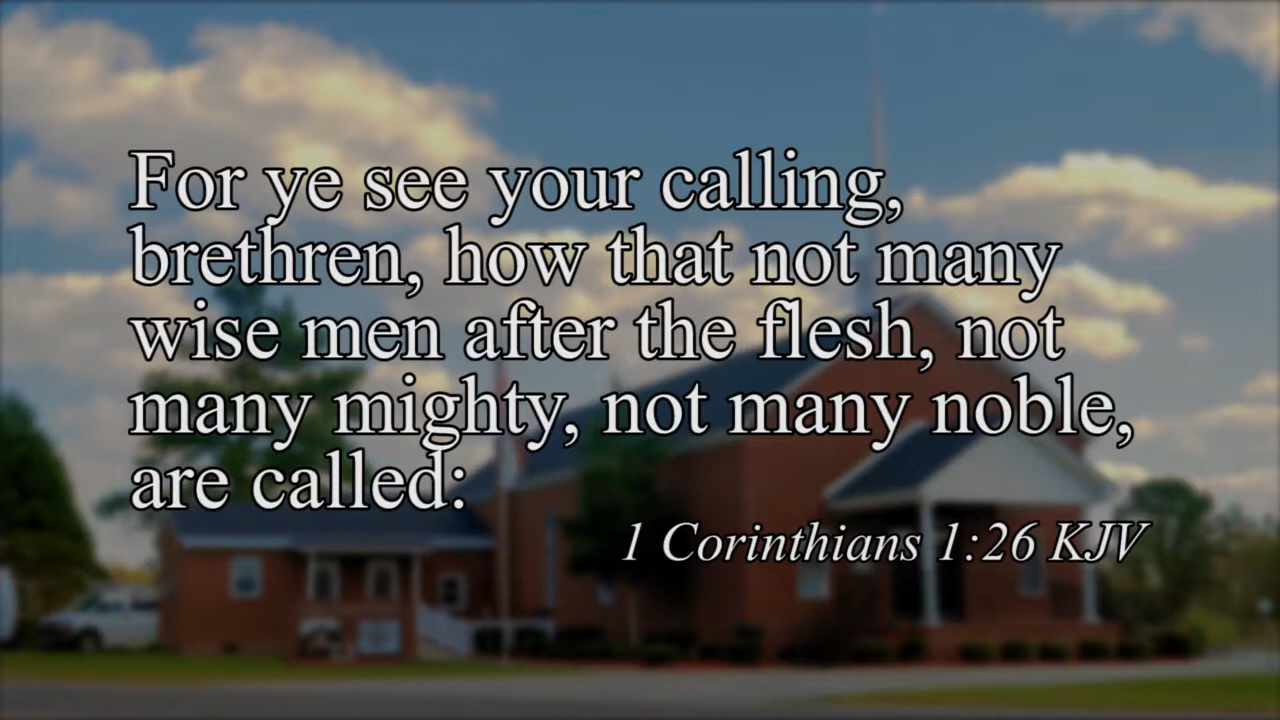 For ye see your calling,
brethren, how that not many
wise men after the flesh, not
many mighty, not many noble,
are called:
1 Corinthians 1:26 KJV